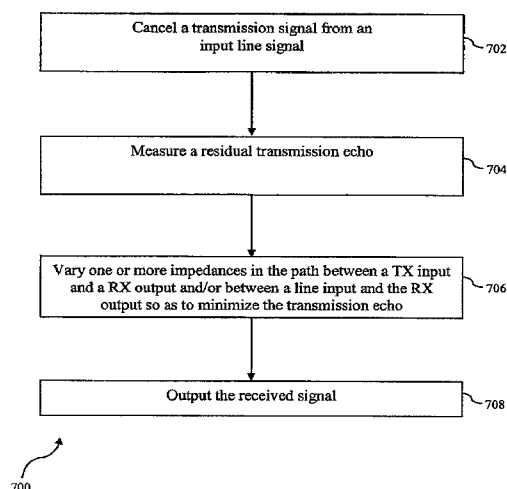 Cancel a transmission signal from an
input line signal
702
Measure a residual transmission echo
704
Vary one or more impedances in the path between a TX input
and a RX output and/or between a line input and the RX
output so as to minimize the transmission echo
706
Output the received signal
708
700